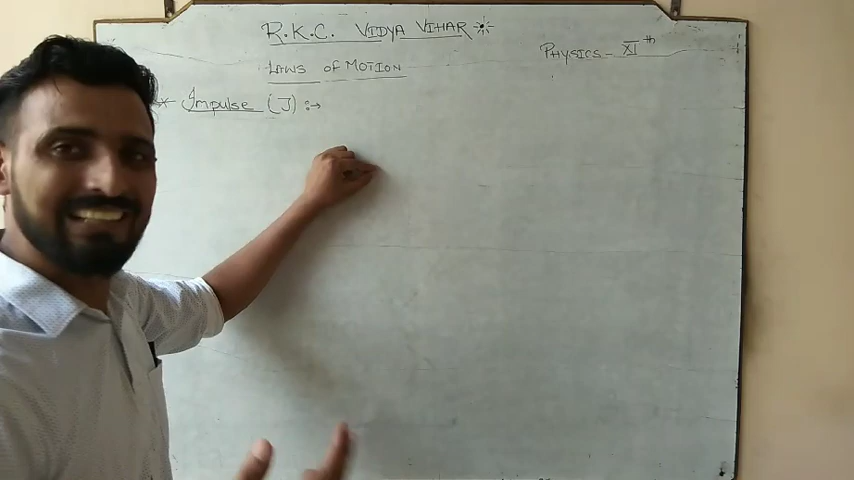 R.K.C. VIDYA VIHAR
PHYSICS - XI th
LAWS OF MOTION
* Impulse (J) :→